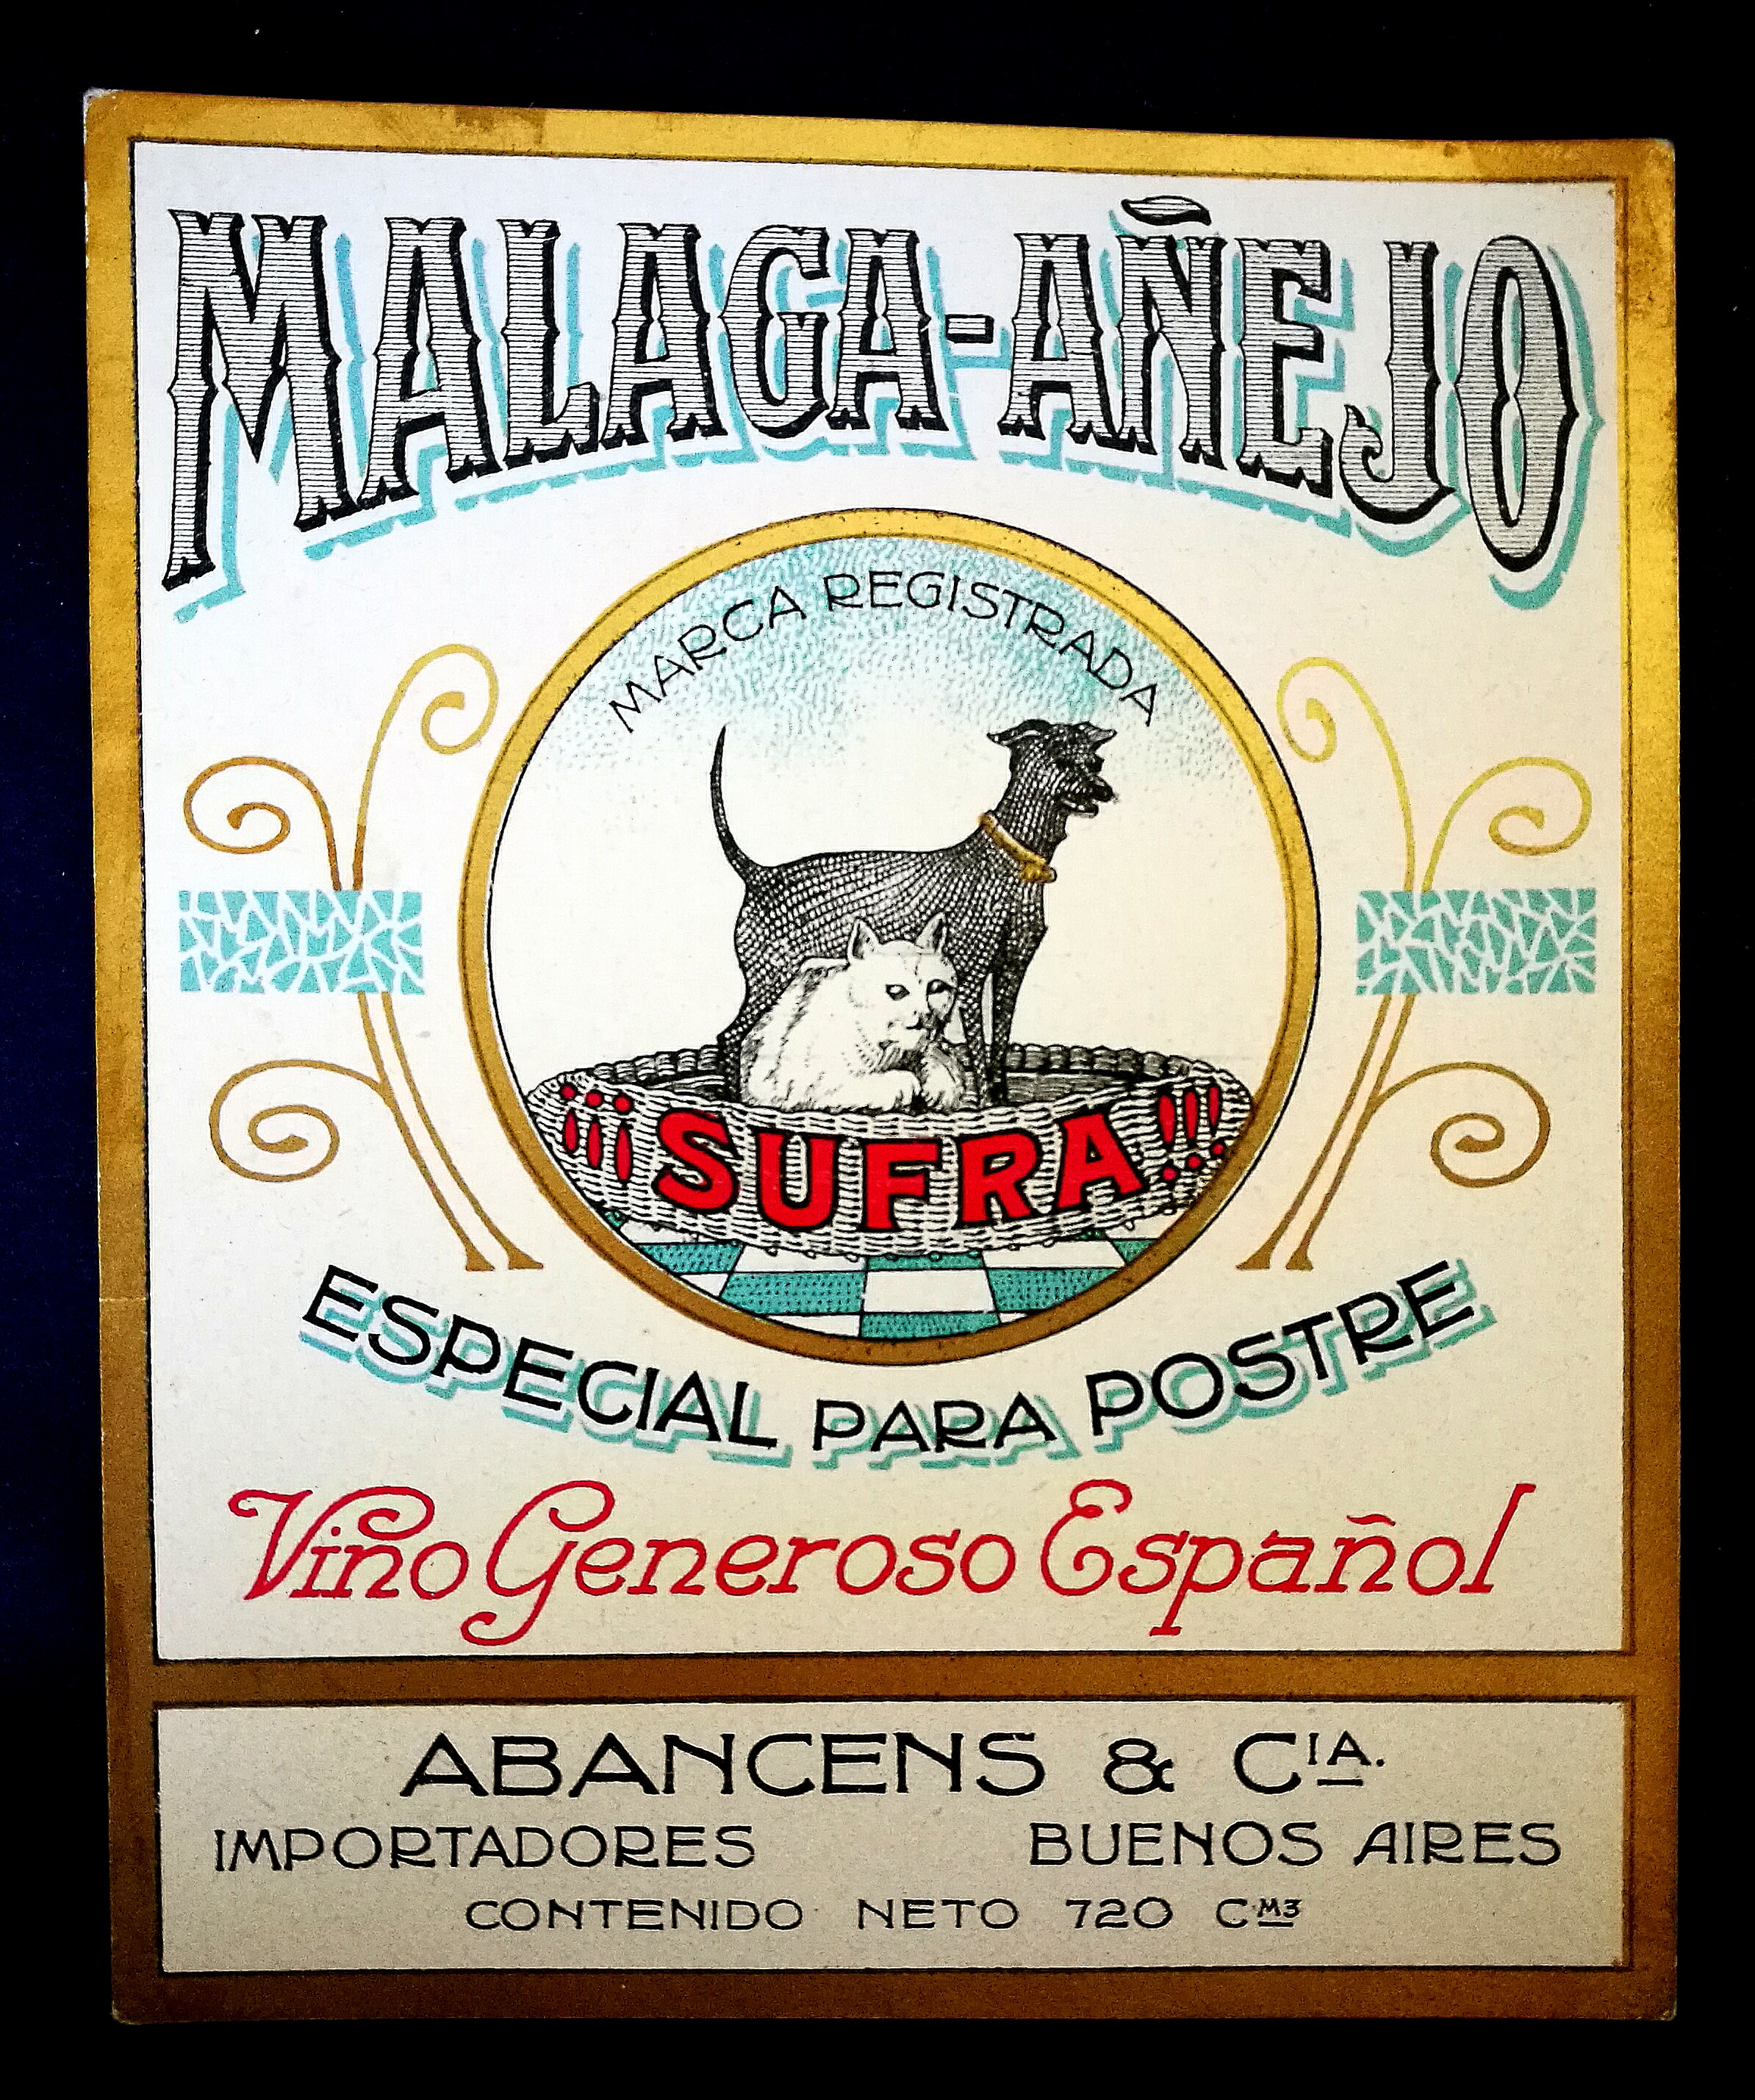 MALAGA-AÑEJO
MARCA REGISTRADA
¡¡¡SUFRA!!!
ESPECIAL PARA POSTRE
Vino Generoso Español
ABANCENS & CIA.
IMPORTADORES BUENOS AIRES
CONTENIDO NETO 720 CM3